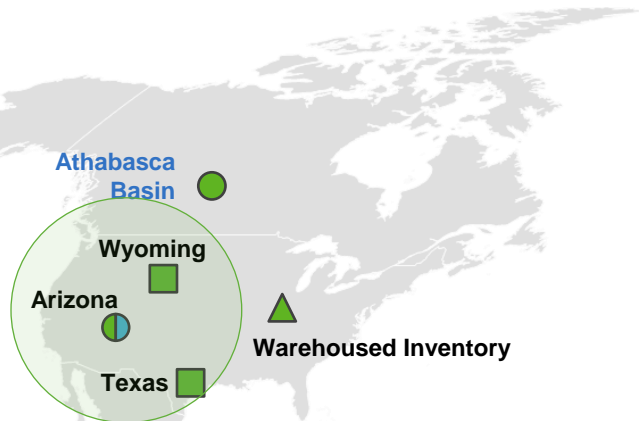 Athabasca
Basin
Wyoming
Arizona
Warehoused Inventory
Texas